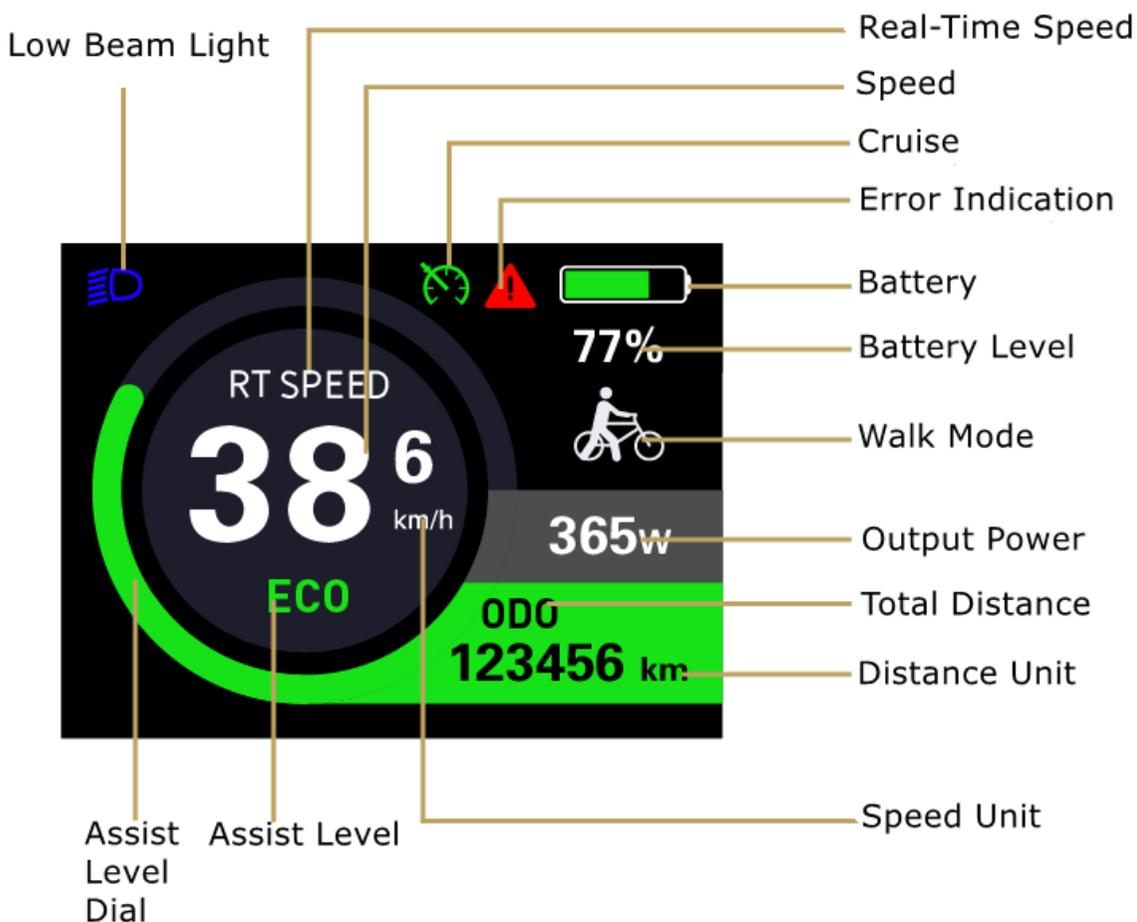 Low Beam Light
Real-Time Speed
Speed
Cruise
Error Indication
Battery
77%
Battery Level
RT SPEED
38 6
km/h
Walk Mode
365w
Output Power
ECO
ODO
Total Distance
123456 km
Distance Unit
Speed Unit
Assist
Level
Dial
Assist Level